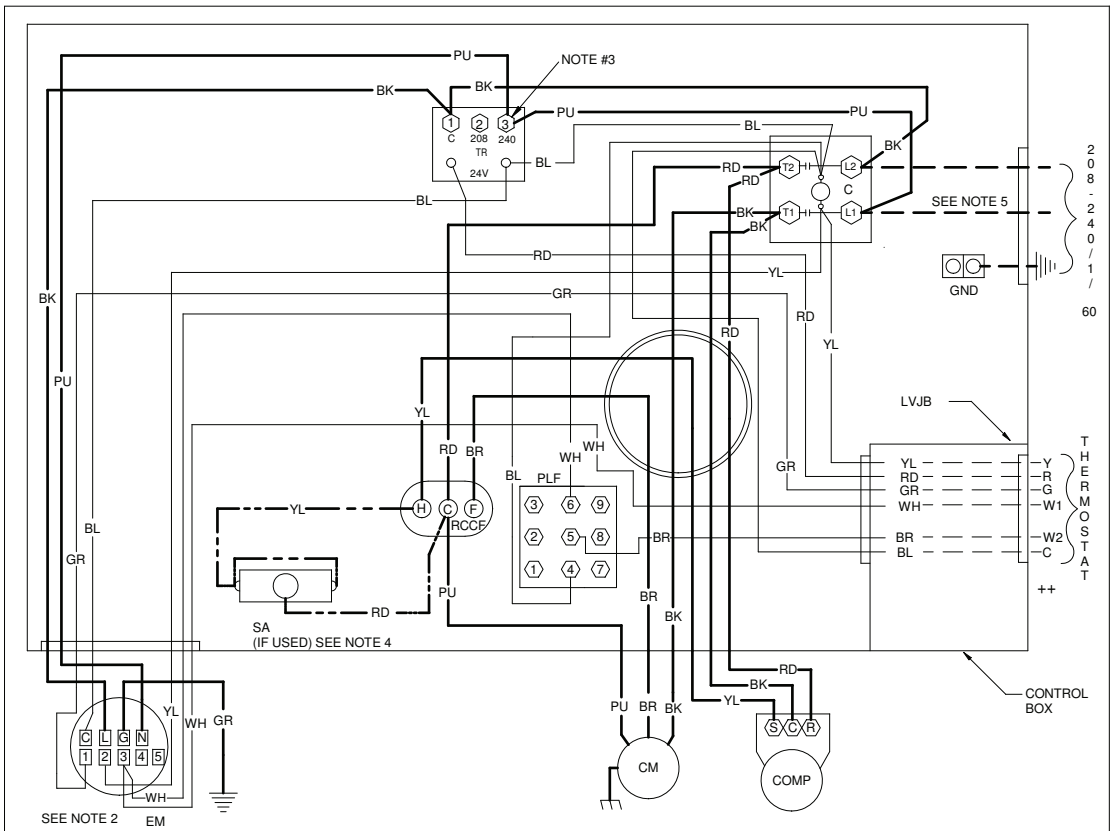 PU
NOTE #3
BK
BK
1
2
3
C
208
240
TR
24V
PU
PU
BL
BL
BL
BK
RD
RD
T2
L2
C
BK
BK
T1
L1
SEE NOTE 5
208-240/1/60
GND
RD
YL
GR
BK
PU
RD
RD
YL
LVJB
THERMOSTAT
YL
Y
RD
R
GR
G
WH
W1
BR
W2
BL
C
++
YL
RD
BR
WH
WH
GR
BL
PLF
3
6
9
2
5
8
1
4
7
BR
H
C
F
RCCF
YL
RD
SA
(IF USED) SEE NOTE 4
BL
GR
PU
BR
BK
RD
BK
YL
CONTROL
BOX
PU
BR
BK
S
C
R
CM
COMP
YL
WH
GR
C
L
G
N
1
2
3
4
5
WH
SEE NOTE 2
EM